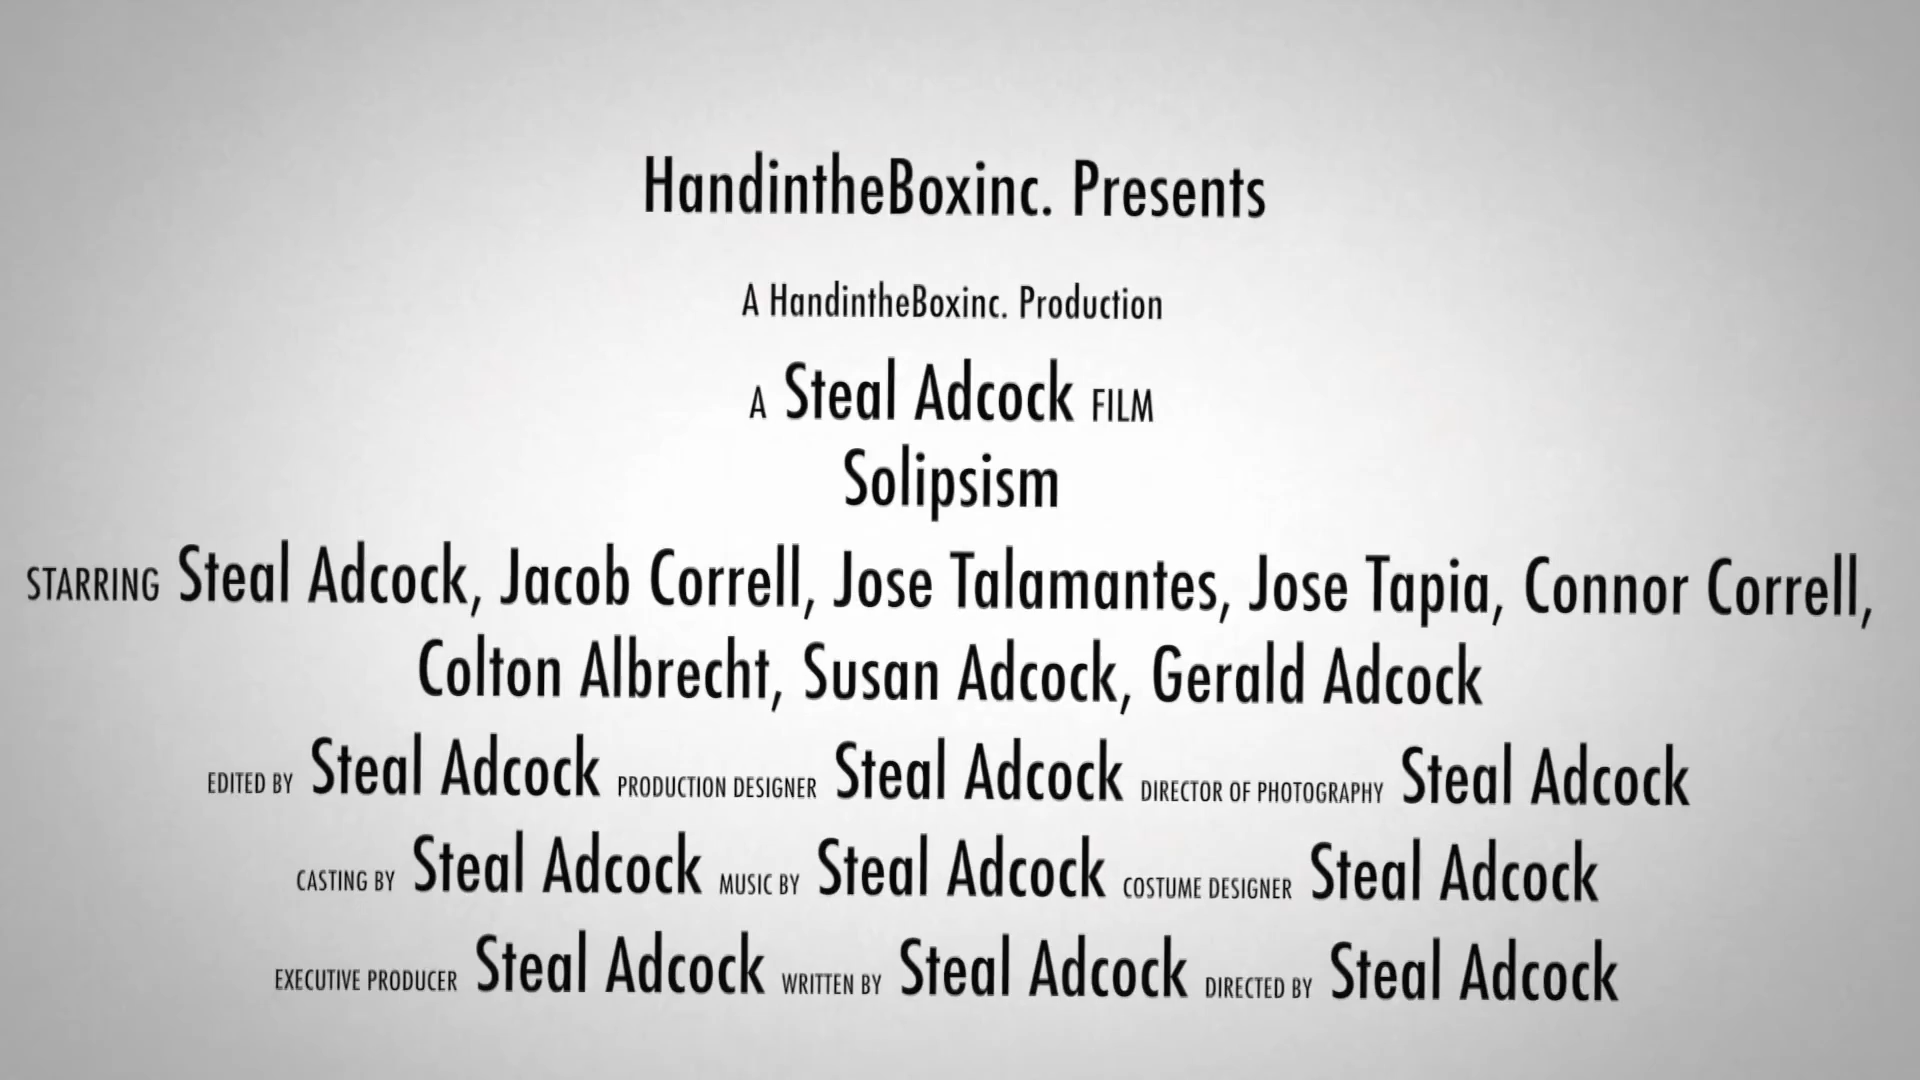 HandintheBoxinc. Presents
A HandintheBoxinc. Production
A Steal Adcock FILM
Solipsism
STARRING Steal Adcock, Jacob Correll, Jose Talamantes, Jose Tapia, Connor Correll,
Colton Albrecht, Susan Adcock, Gerald Adcock
EDITED BY Steal Adcock PRODUCTION DESIGNER Steal Adcock DIRECTOR OF PHOTOGRAPHY Steal Adcock
CASTING BY Steal Adcock MUSIC BY Steal Adcock COSTUME DESIGNER Steal Adcock
EXECUTIVE PRODUCER Steal Adcock WRITTEN BY Steal Adcock DIRECTED BY Steal Adcock